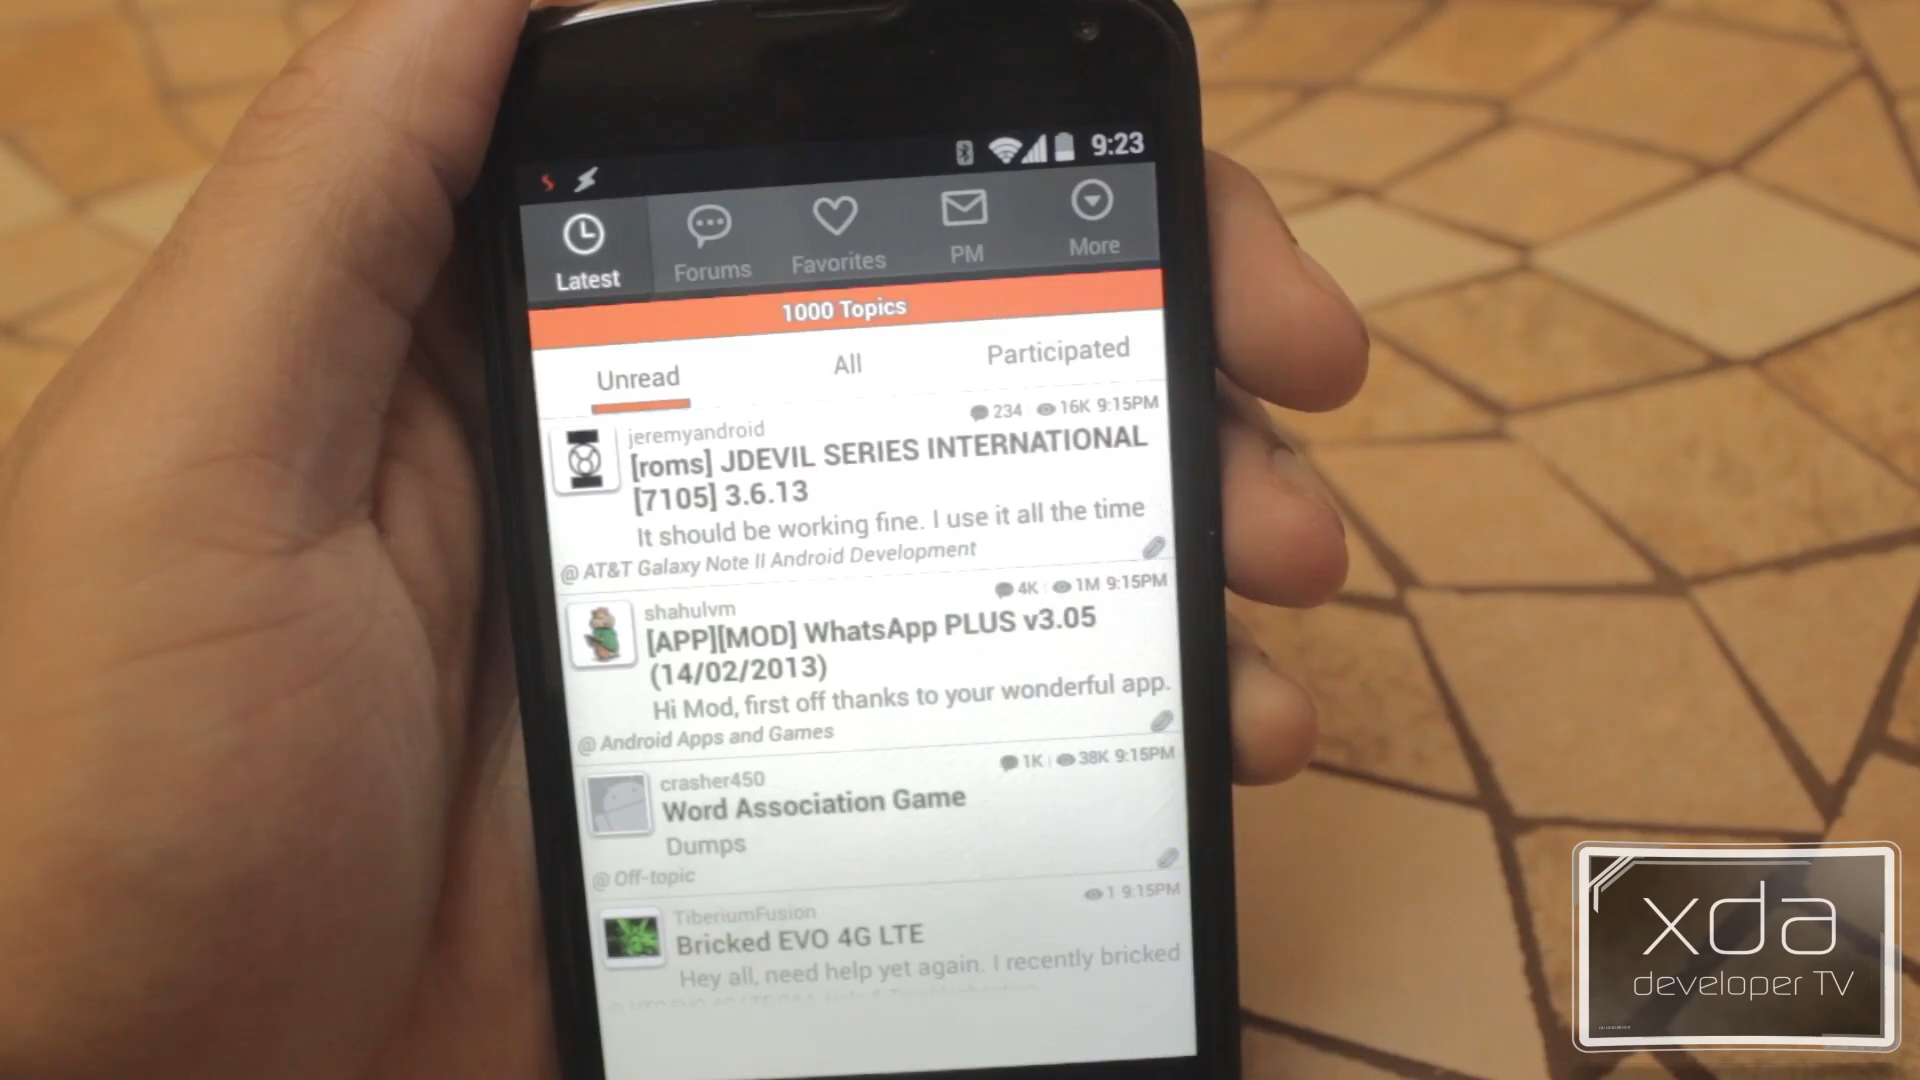 9:23
Latest
Forums
Favorites
PM
More
1000 Topics
Unread
All
Participated
234 16K 9:15PM
jeremyandroid
[roms] JDEVIL SERIES INTERNATIONAL
[7105] 3.6.13
It should be working fine. I use it all the time
@ AT&T Galaxy Note II Android Development
4K 1M 9:15PM
shahulvm
[APP][MOD] WhatsApp PLUS v3.05
(14/02/2013)
Hi Mod, first off thanks to your wonderful app.
@ Android Apps and Games
1K 38K 9:15PM
crasher450
Word Association Game
Dumps
@ Off-topic
1 9:15PM
TiberiumFusion
Bricked EVO 4G LTE
Hey all, need help yet again. I recently bricked
xda
developer TV